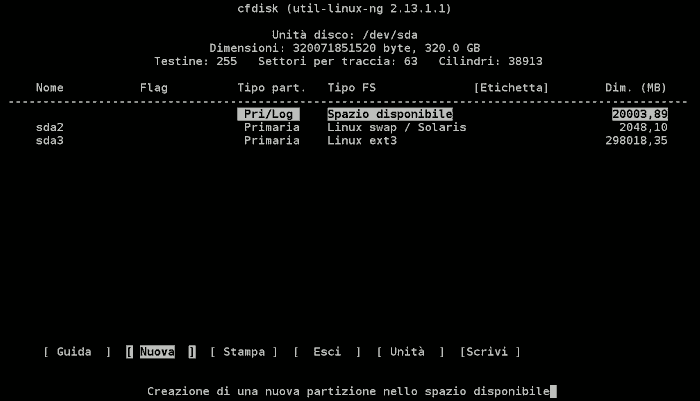 cfdisk (util-linux-ng 2.13.1.1)
Unità disco: /dev/sda
Dimensioni: 320071851520 byte, 320.0 GB
Testine: 255 Settori per traccia: 63 Cilindri: 38913
Nome Flag Tipo part. Tipo FS [Etichetta] Dim. (MB)
Pri/Log Spazio disponibile 20003,89
sda2 Primaria Linux swap / Solaris 2048,10
sda3 Primaria Linux ext3 298018,35
[ Guida ] [ Nuova ] [ Stampa ] [ Esci ] [ Unità ] [Scrivi ]
Creazione di una nuova partizione nello spazio disponibile